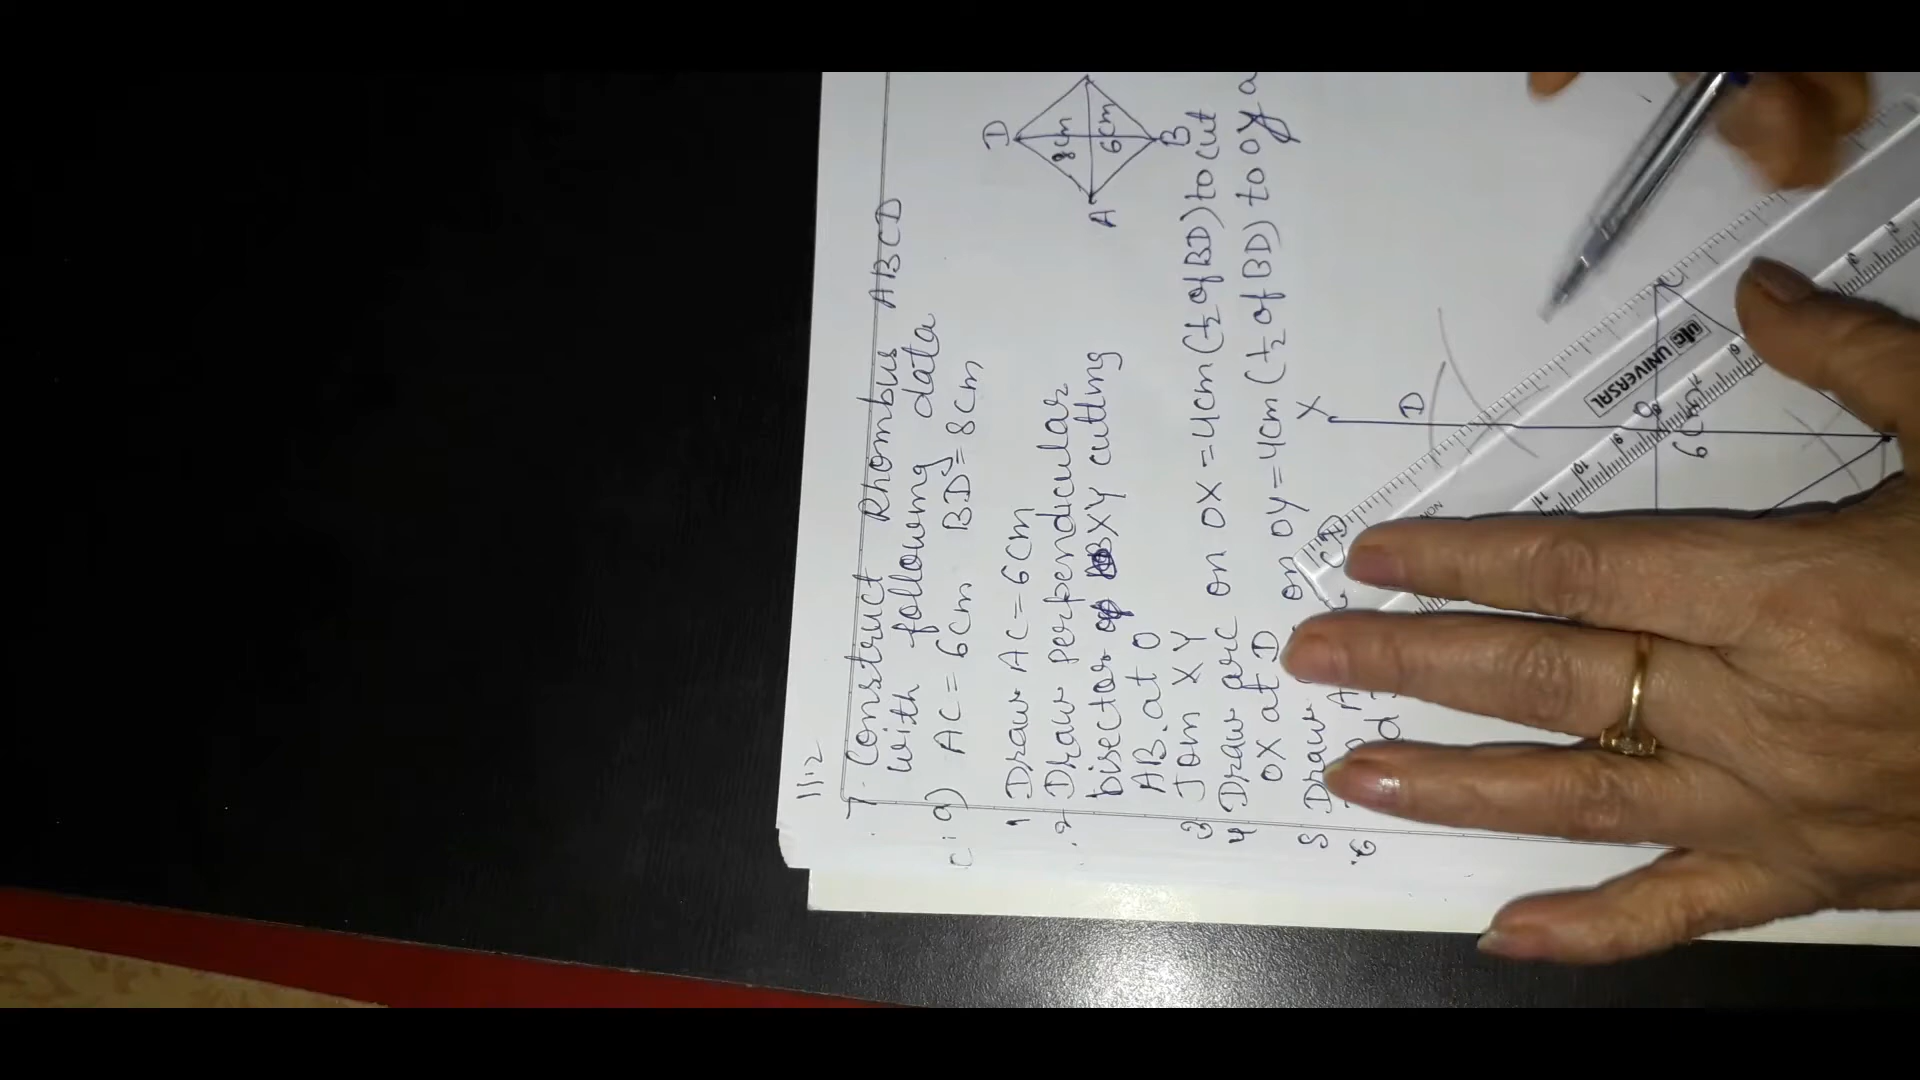 11.2
7. Construct Rhombus ABCD
with following data
a) AC = 6cm BD = 8cm
D
8cm
6cm
A
B
1 Draw AC = 6cm
2 Draw perpendicular
bisector of XY cutting
AB. at O
3 Join XY
4 Draw arc on OX = 4cm (1/2 of BD) to cut
OX at D
5 Draw on OY = 4cm (1/2 of BD) to OY a
6
X
D
O
6cm
C
UIC UNIVERSAL